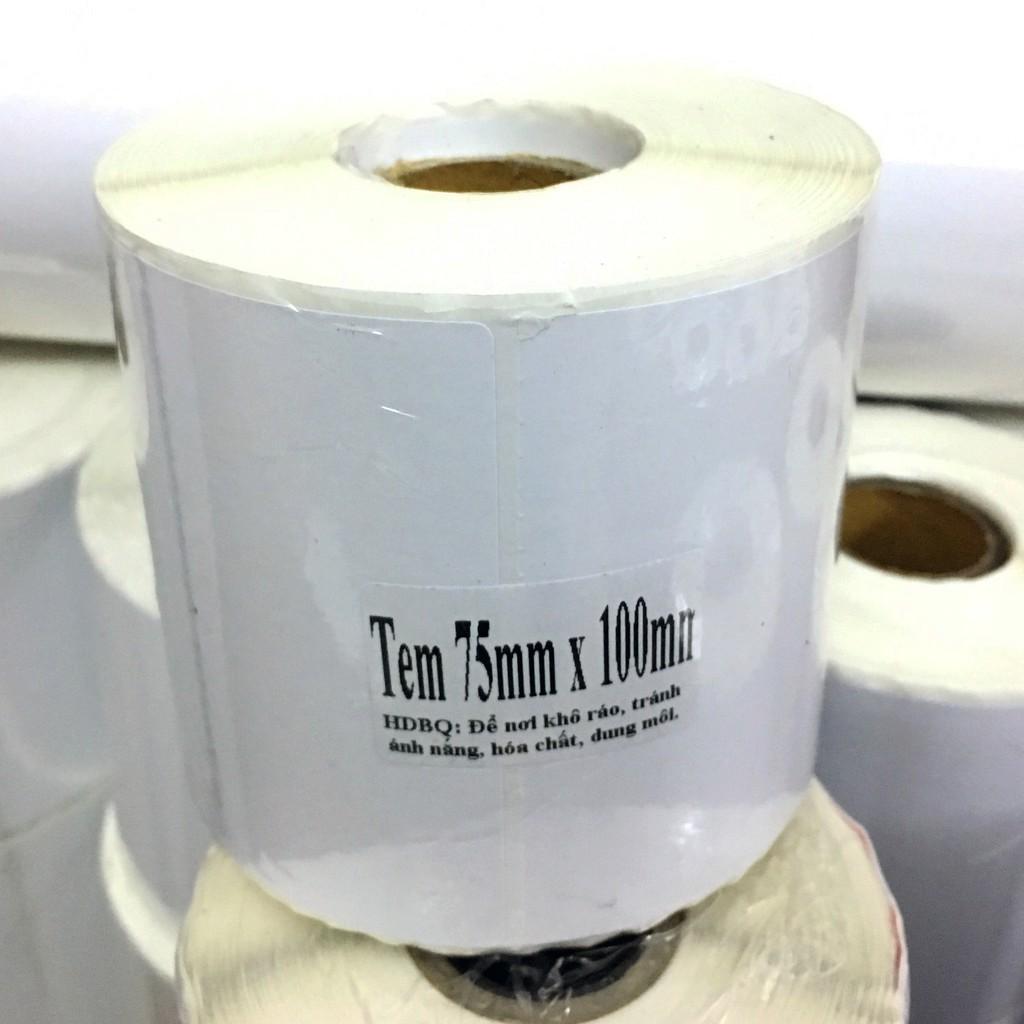 Tem 75mm x 100mm
HDBQ: Để nơi khô ráo, tránh
ánh nắng, hóa chất, dung môi.